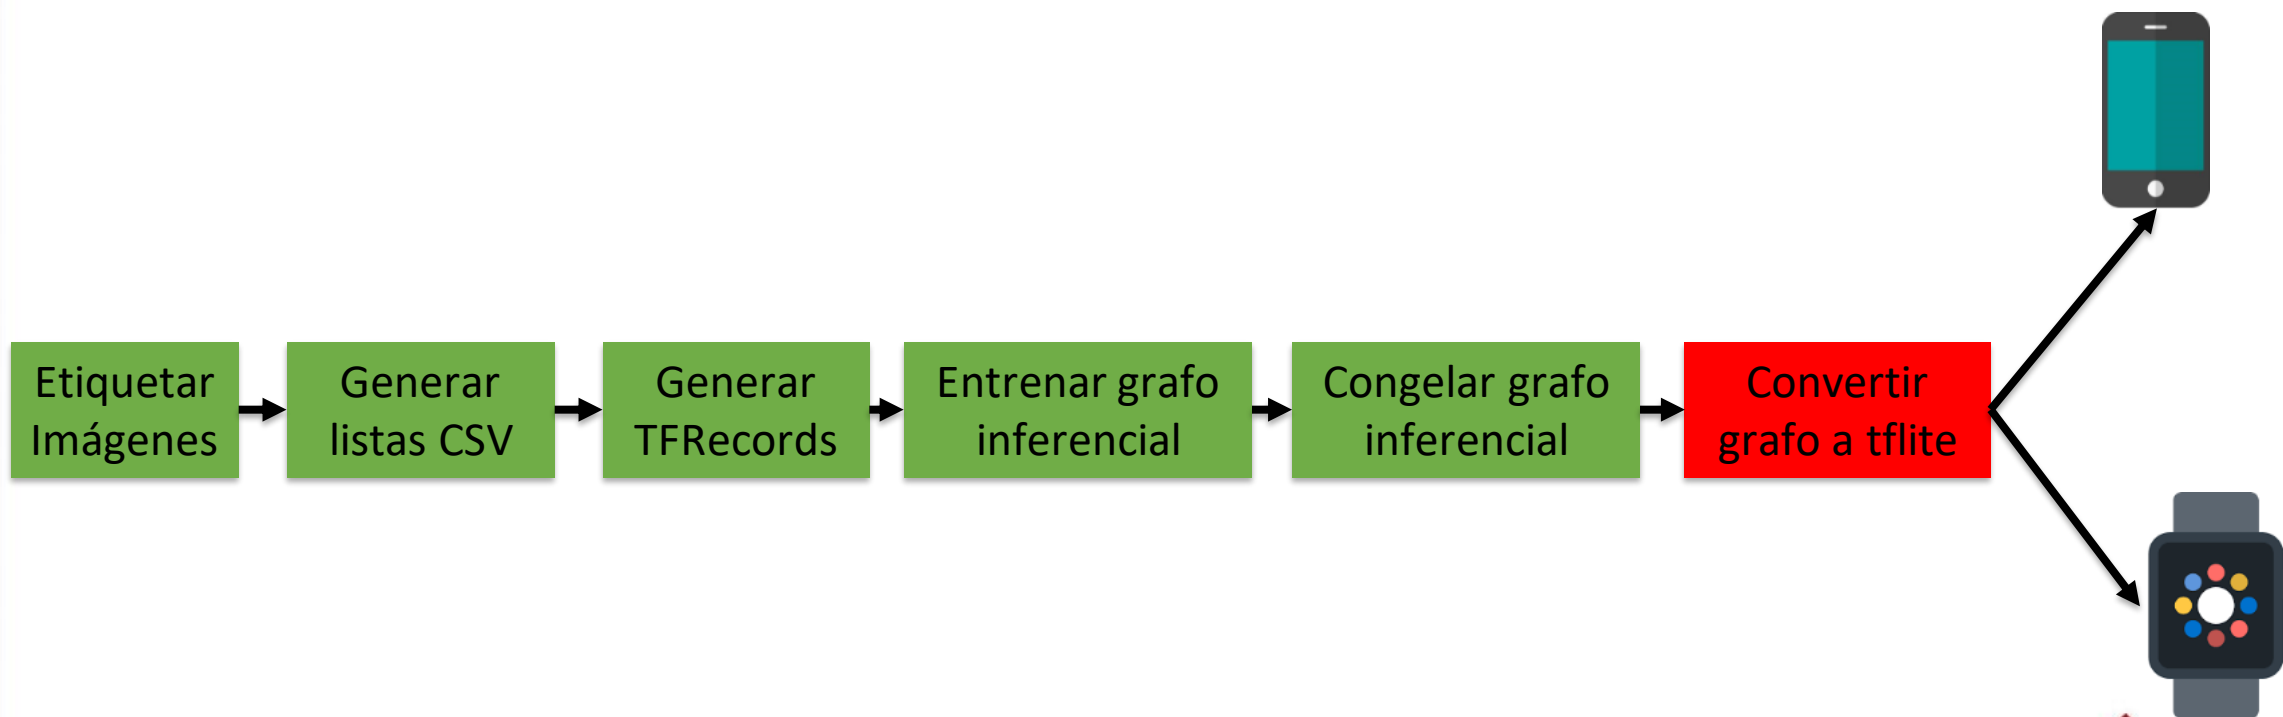 Etiquetar
Imágenes
Generar
listas CSV
Generar
TFRecords
Entrenar grafo
inferencial
Congelar grafo
inferencial
Convertir
grafo a tflite